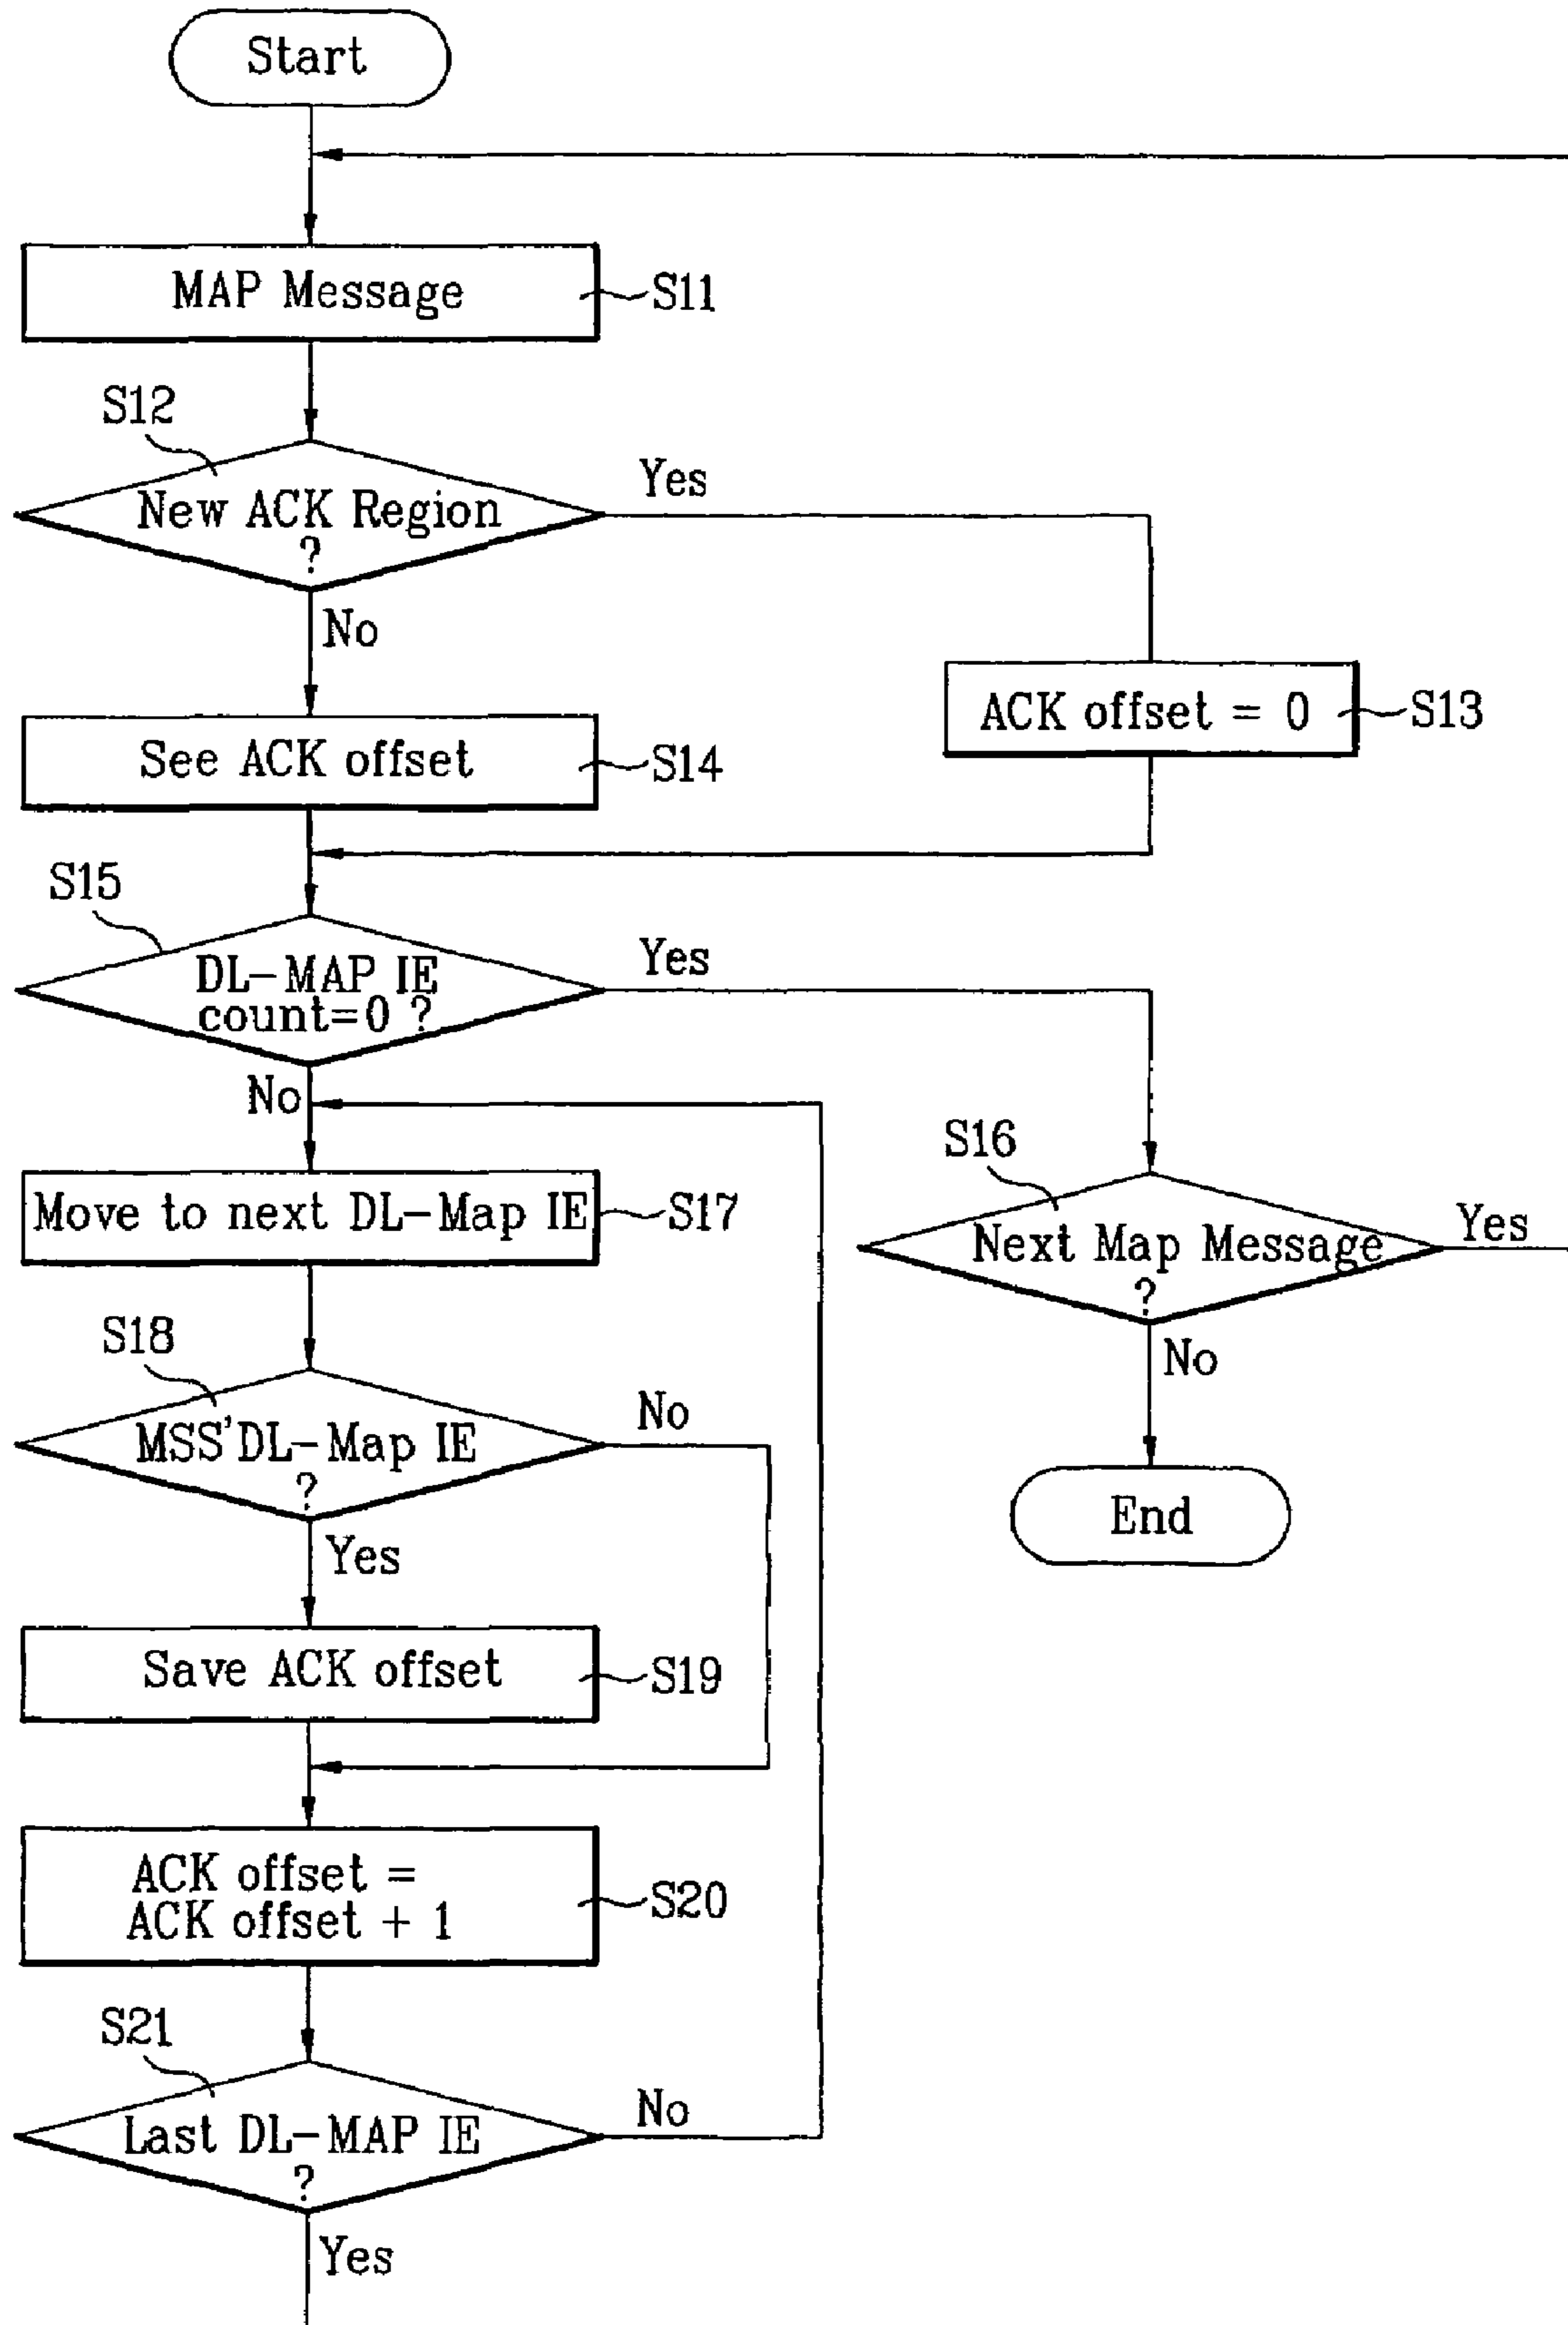 Start
MAP Message
S11
S12
New ACK Region
?
Yes
No
ACK offset = 0
S13
See ACK offset
S14
S15
DL-MAP IE
count=0 ?
Yes
No
S16
Next Map Message
?
Yes
No
End
Move to next DL-Map IE
S17
S18
MSS'DL-Map IE
?
No
Yes
Save ACK offset
S19
ACK offset =
ACK offset + 1
S20
S21
Last DL-MAP IE
?
No
Yes